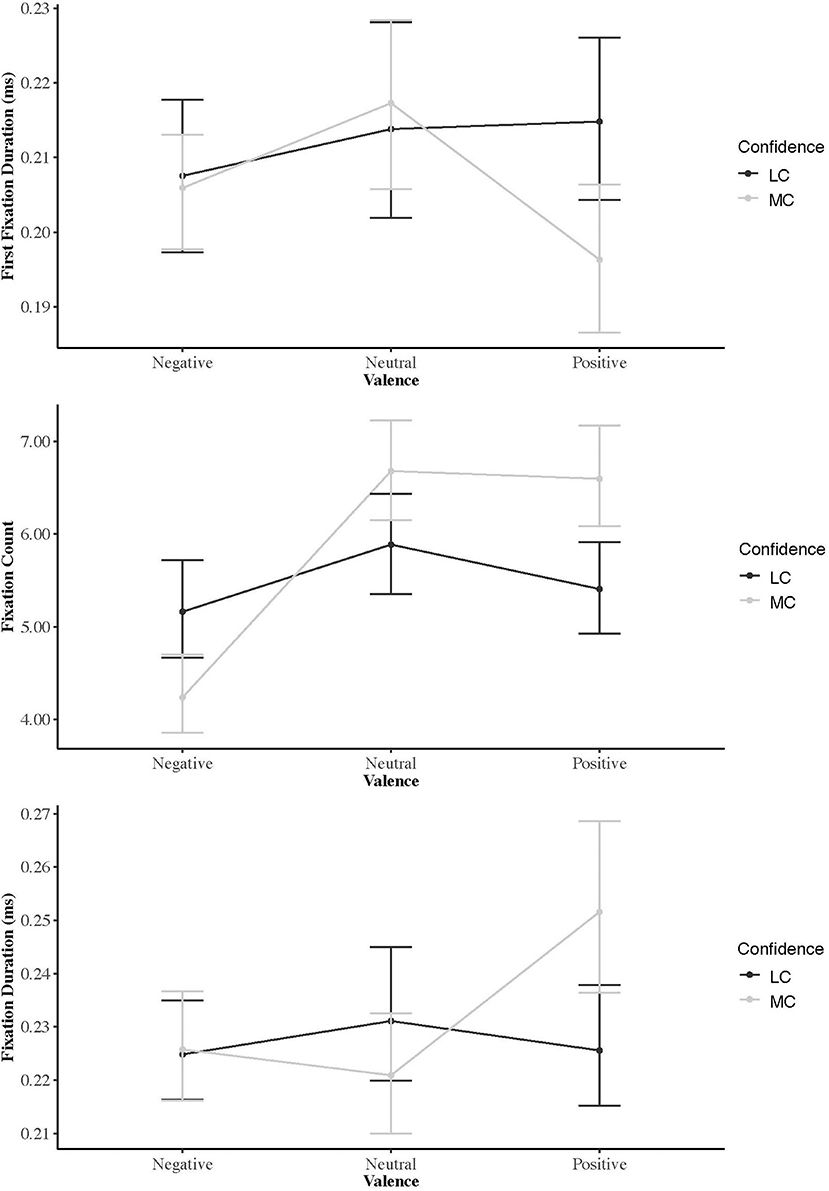 First Fixation Duration (ms)
0.23
0.22
0.21
0.20
0.19
Negative
Neutral
Positive
Valence
Confidence
LC
MC
Fixation Count
7.00
6.00
5.00
4.00
Negative
Neutral
Positive
Valence
Confidence
LC
MC
Fixation Duration (ms)
0.27
0.26
0.25
0.24
0.23
0.22
0.21
Negative
Neutral
Positive
Valence
Confidence
LC
MC